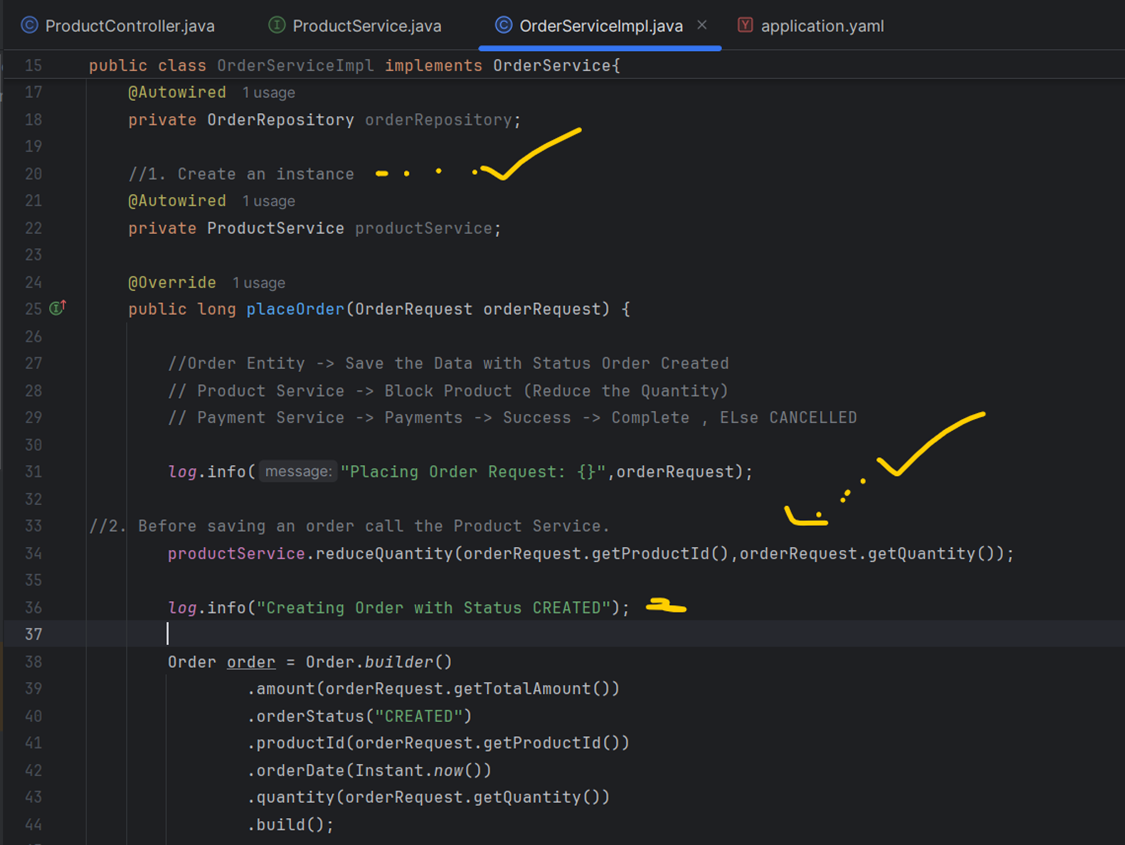 ProductController.java ProductService.java OrderServiceImpl.java application.yaml
15 public class OrderServiceImpl implements OrderService{
17 @Autowired 1 usage
18 private OrderRepository orderRepository;
19
20 //1. Create an instance
21 @Autowired 1 usage
22 private ProductService productService;
23
24 @Override 1 usage
25 public long placeOrder(OrderRequest orderRequest) {
26
27 //Order Entity -> Save the Data with Status Order Created
28 // Product Service -> Block Product (Reduce the Quantity)
29 // Payment Service -> Payments -> Success -> Complete , ELse CANCELLED
30
31 log.info( message: "Placing Order Request: {}",orderRequest);
32
33 //2. Before saving an order call the Product Service.
34 productService.reduceQuantity(orderRequest.getProductId(),orderRequest.getQuantity());
35
36 log.info("Creating Order with Status CREATED");
37
38 Order order = Order.builder()
39 .amount(orderRequest.getTotalAmount())
40 .orderStatus("CREATED")
41 .productId(orderRequest.getProductId())
42 .orderDate(Instant.now())
43 .quantity(orderRequest.getQuantity())
44 .build();